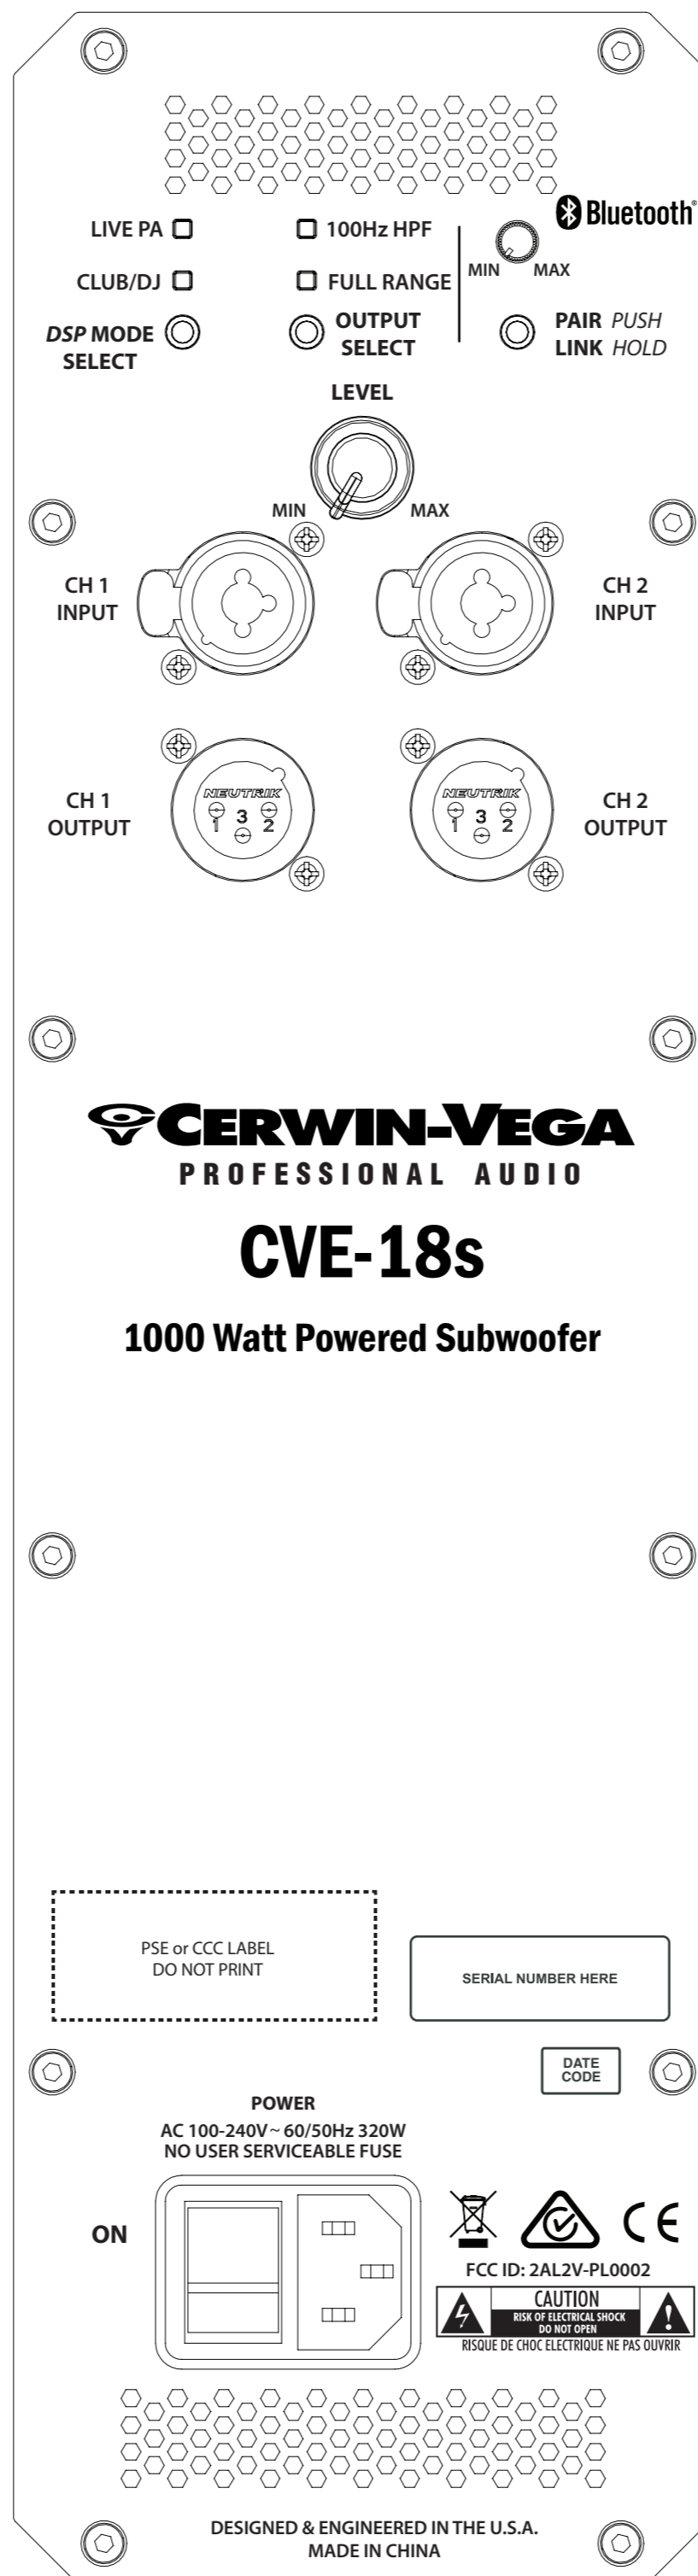 Bluetooth®
LIVE PA
100Hz HPF
MIN MAX
CLUB/DJ
FULL RANGE
DSP MODE
SELECT
OUTPUT
SELECT
PAIR PUSH
LINK HOLD
LEVEL
MIN MAX
CH 1
INPUT
CH 2
INPUT
CH 1
OUTPUT
NEUTRIK
1 3 2
NEUTRIK
1 3 2
CH 2
OUTPUT
CERWIN-VEGA
PROFESSIONAL AUDIO
CVE-18s
1000 Watt Powered Subwoofer
PSE or CCC LABEL
DO NOT PRINT
SERIAL NUMBER HERE
DATE
CODE
POWER
AC 100-240V~ 60/50Hz 320W
NO USER SERVICEABLE FUSE
ON
CE
FCC ID: 2AL2V-PL0002
CAUTION
RISK OF ELECTRICAL SHOCK
DO NOT OPEN
RISQUE DE CHOC ELECTRIQUE NE PAS OUVRIR
DESIGNED & ENGINEERED IN THE U.S.A.
MADE IN CHINA